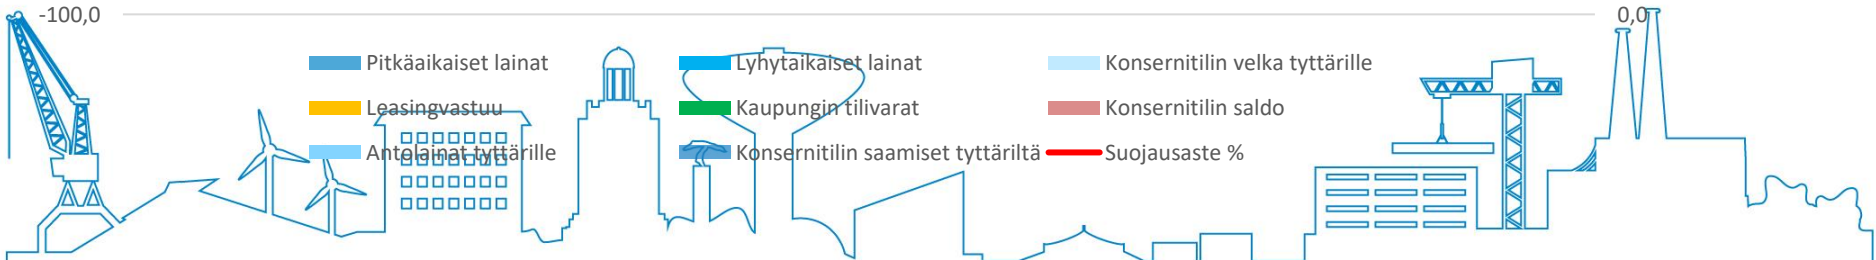 -100,0 0,0
Pitkäaikaiset lainat Lyhytaikaiset lainat Konsernitilin velka tyttärille
Leasingvastuu Kaupungin tilivarat Konsernitilin saldo
Antolainat tyttärille Konsernitilin saamiset tyttäriltä Suojausaste %